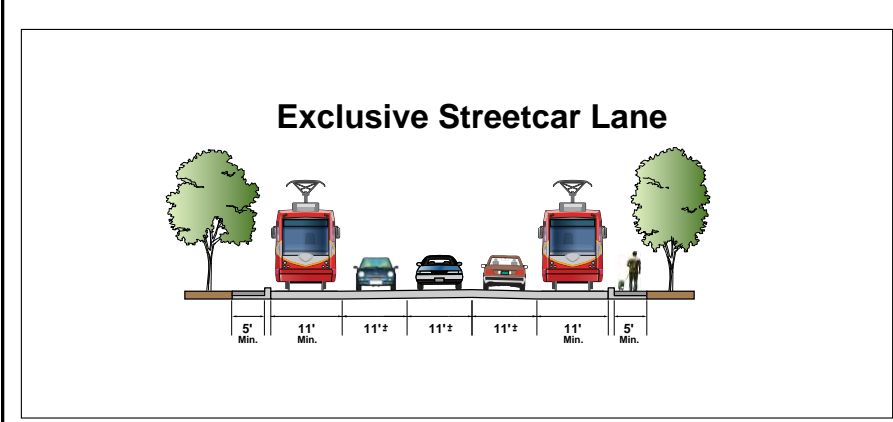 Exclusive Streetcar Lane
5' 11' 11'± 11'± 11'± 11' 5'
Min. Min. Min. Min.